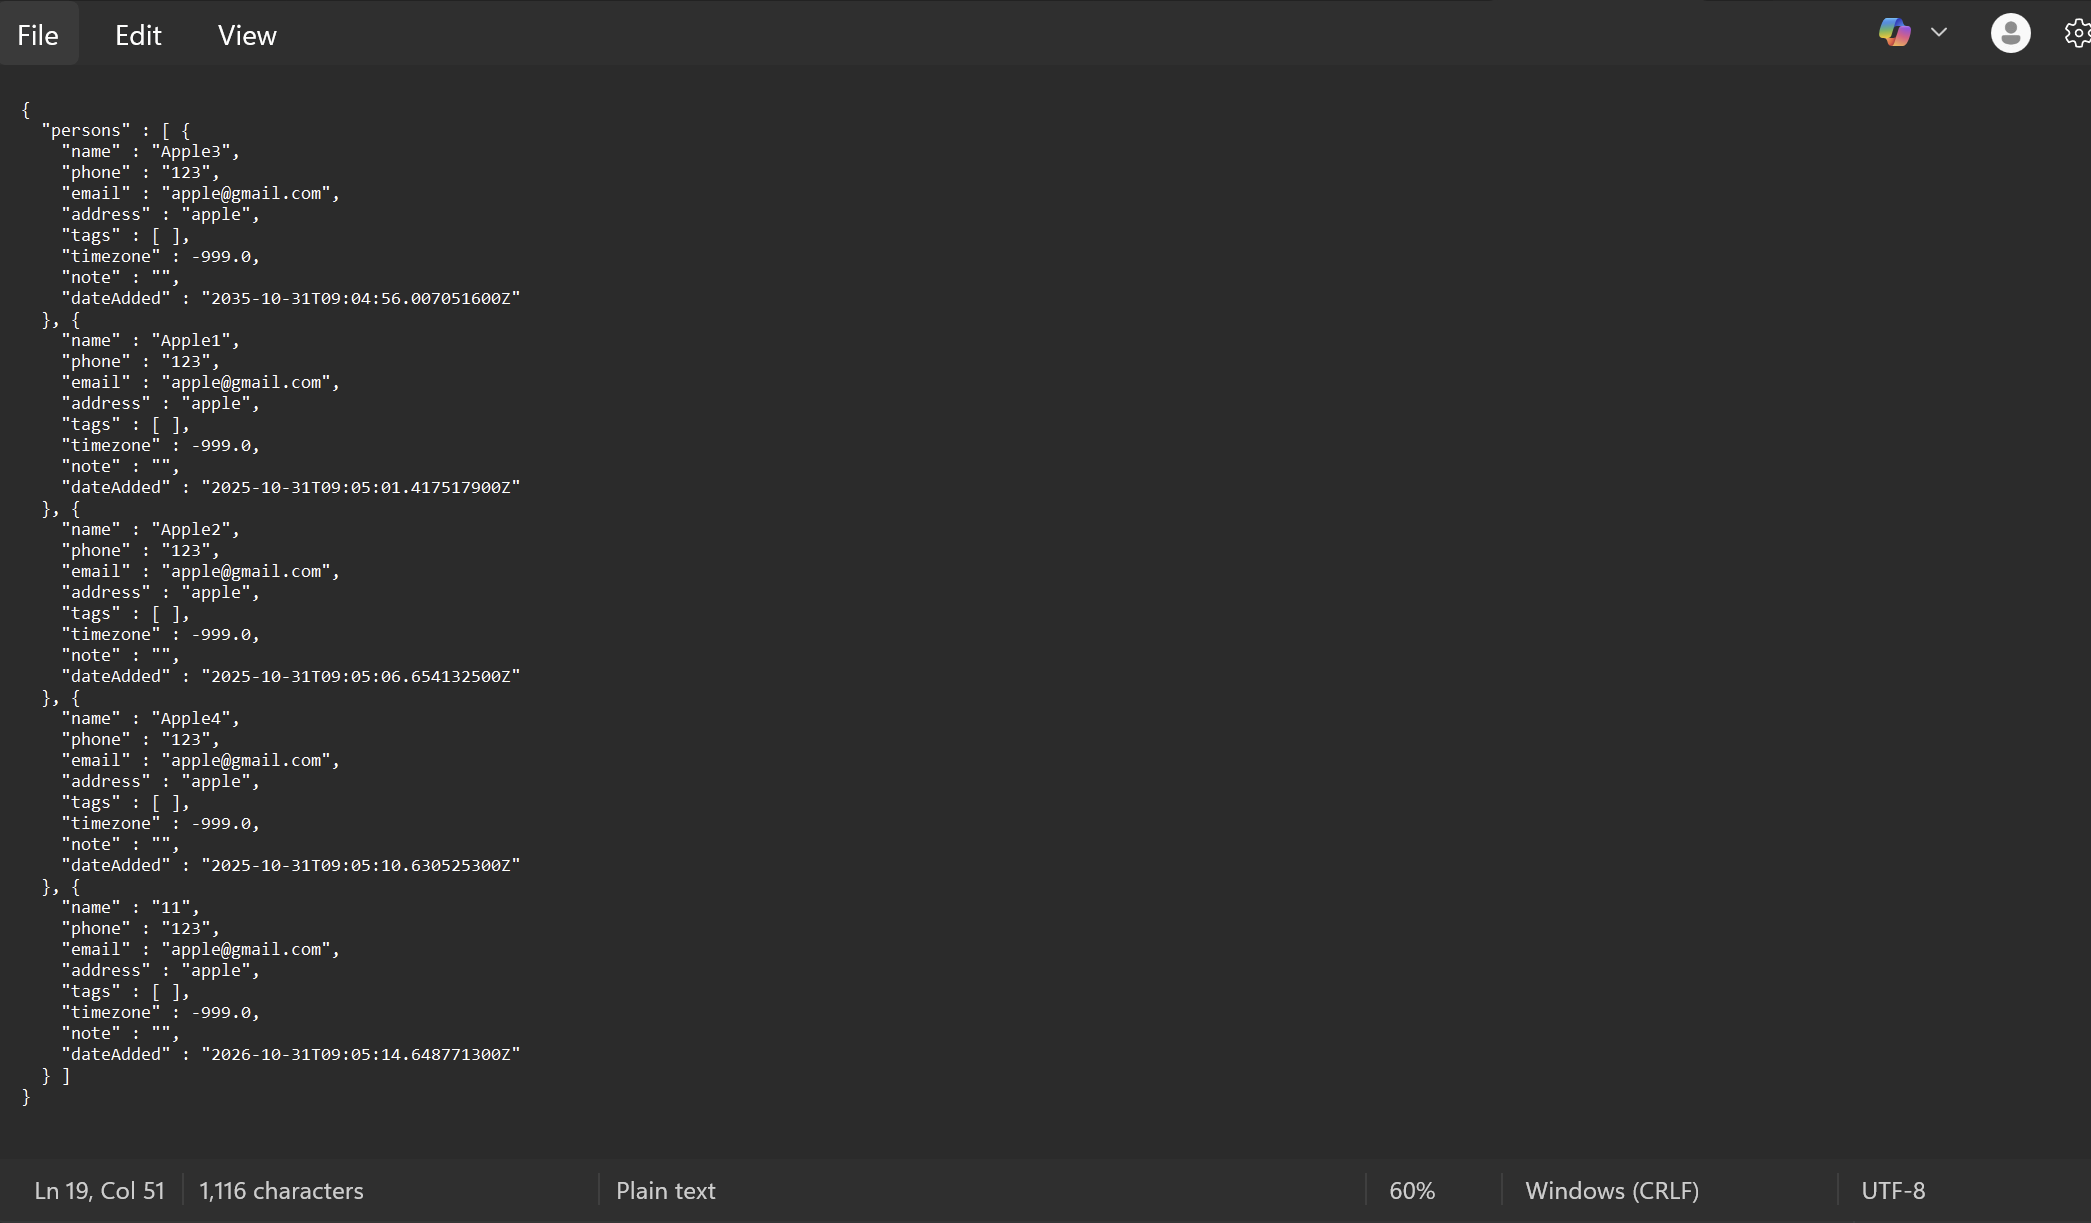 File Edit View
{
  "persons" : [ {
    "name" : "Apple3",
    "phone" : "123",
    "email" : "apple@gmail.com",
    "address" : "apple",
    "tags" : [ ],
    "timezone" : -999.0,
    "note" : "",
    "dateAdded" : "2035-10-31T09:04:56.007051600Z"
  }, {
    "name" : "Apple1",
    "phone" : "123",
    "email" : "apple@gmail.com",
    "address" : "apple",
    "tags" : [ ],
    "timezone" : -999.0,
    "note" : "",
    "dateAdded" : "2025-10-31T09:05:01.417517900Z"
  }, {
    "name" : "Apple2",
    "phone" : "123",
    "email" : "apple@gmail.com",
    "address" : "apple",
    "tags" : [ ],
    "timezone" : -999.0,
    "note" : "",
    "dateAdded" : "2025-10-31T09:05:06.654132500Z"
  }, {
    "name" : "Apple4",
    "phone" : "123",
    "email" : "apple@gmail.com",
    "address" : "apple",
    "tags" : [ ],
    "timezone" : -999.0,
    "note" : "",
    "dateAdded" : "2025-10-31T09:05:10.630525300Z"
  }, {
    "name" : "11",
    "phone" : "123",
    "email" : "apple@gmail.com",
    "address" : "apple",
    "tags" : [ ],
    "timezone" : -999.0,
    "note" : "",
    "dateAdded" : "2026-10-31T09:05:14.648771300Z"
  } ]
}
Ln 19, Col 51 1,116 characters Plain text 60% Windows (CRLF) UTF-8